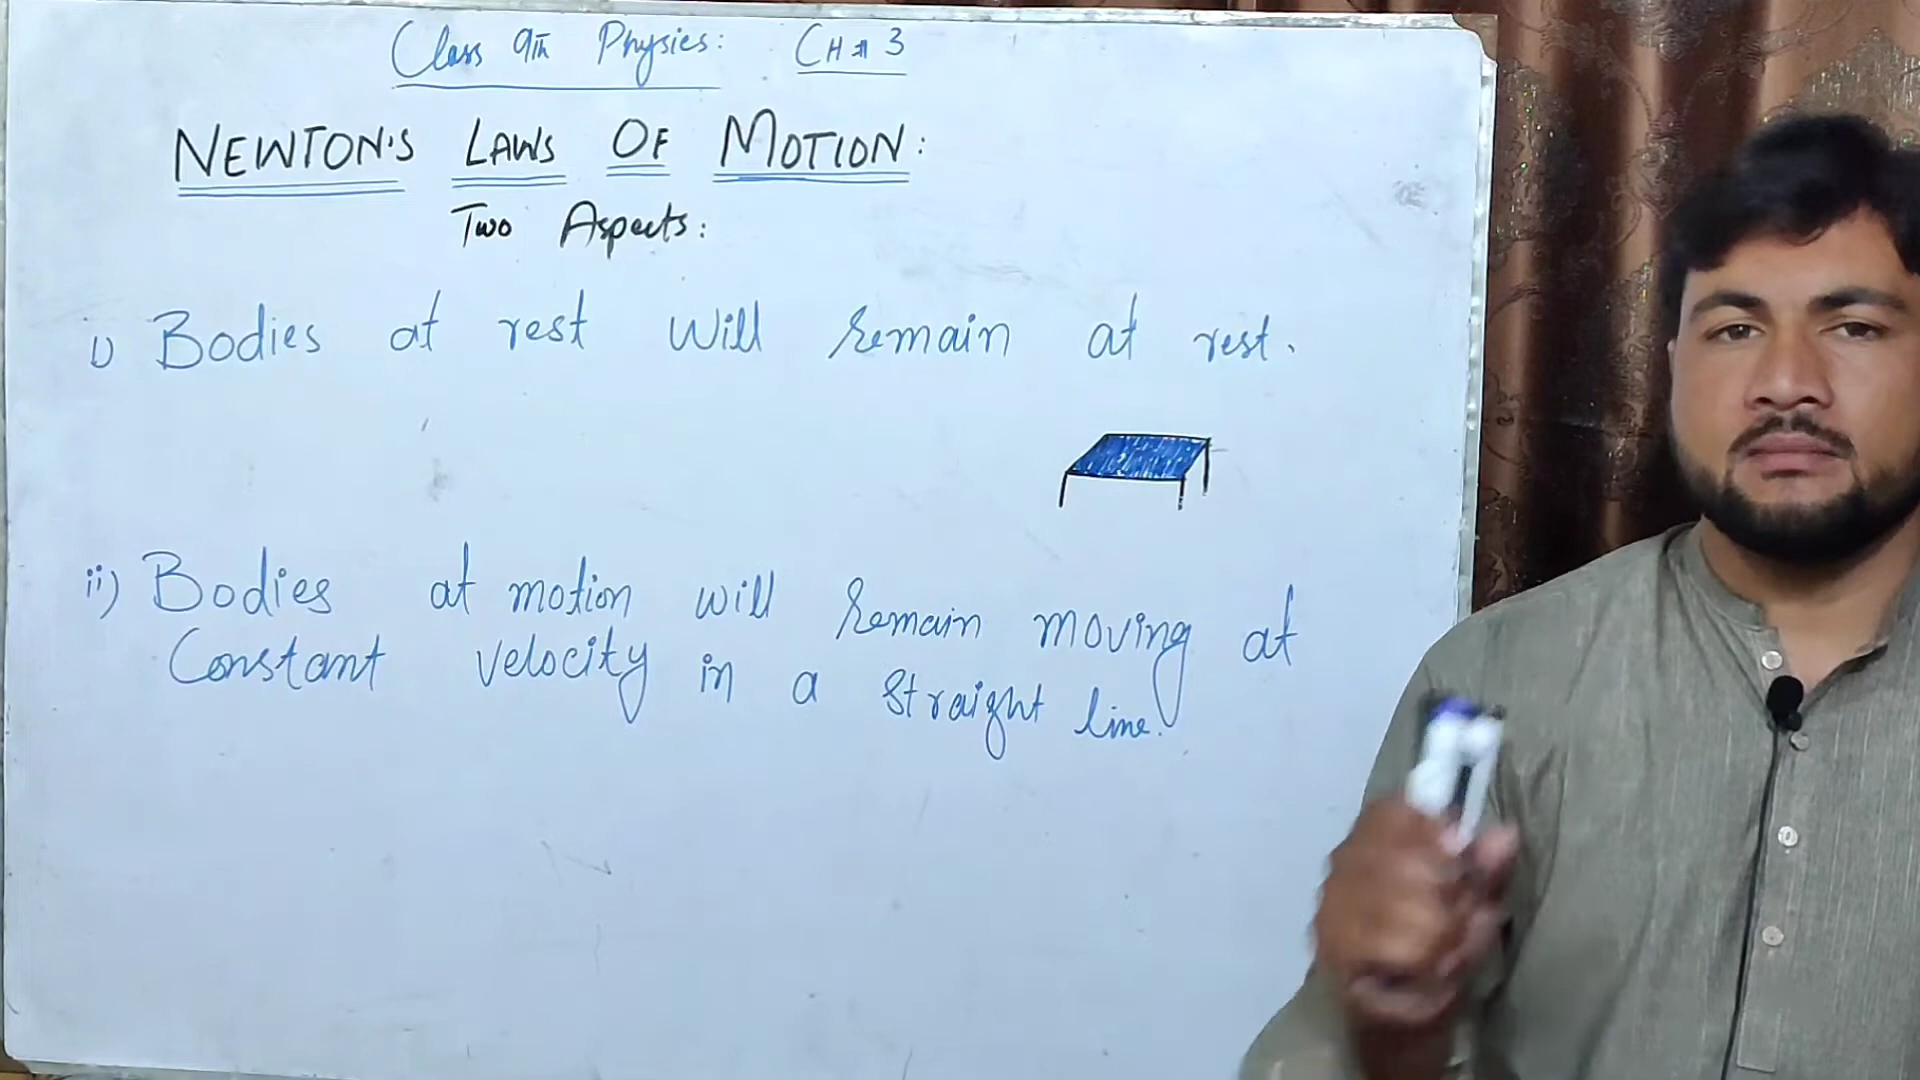 Class 9th Physics: CH# 3
NEWTON'S LAWS OF MOTION:
Two Aspects:
i) Bodies at rest will remain at rest.
ii) Bodies at motion will remain moving at
Constant velocity in a straight line.